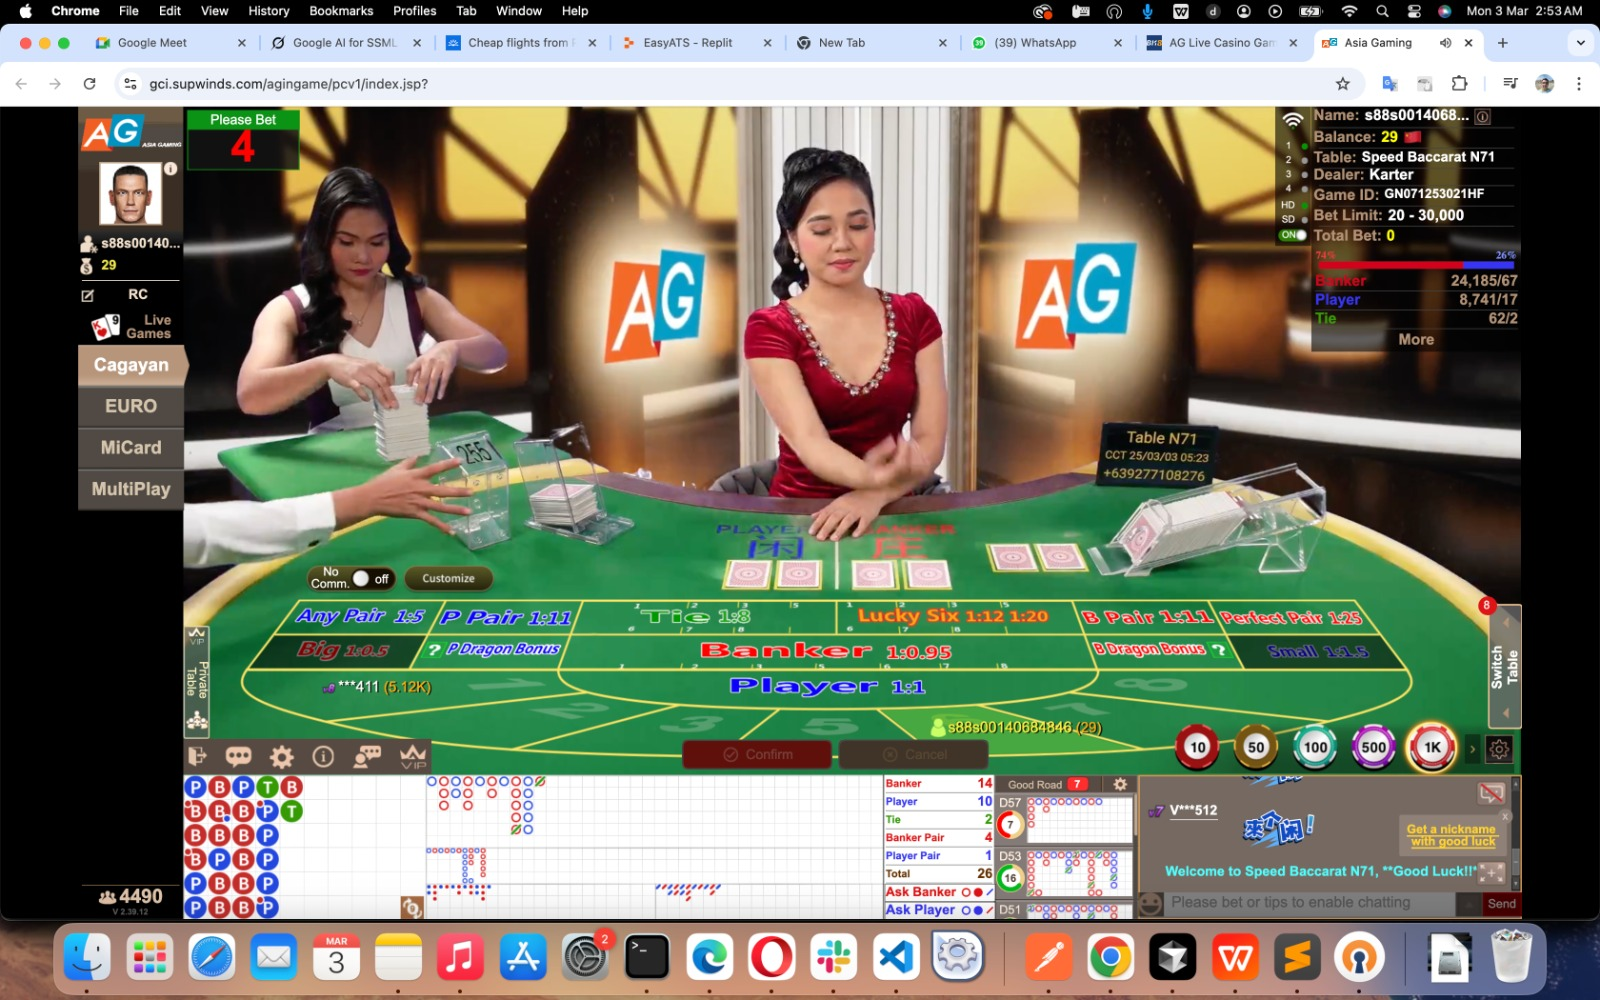 Chrome File Edit View History Bookmarks Profiles Tab Window Help
Mon 3 Mar 2:53 AM
Google Meet
Google AI for SSML
Cheap flights from
EasyATS - Replit
New Tab
(39) WhatsApp
AG Live Casino Gam
Asia Gaming
gci.supwinds.com/agingame/pcv1/index.jsp?
AG ASIA GAMING
Please Bet
4
s88s00140...
29
RC
Live
Games
Cagayan
EURO
MiCard
MultiPlay
4490
V 2.39.12
1
2
3
4
HD
SD
ON
Name: s88s0014068...
Balance: 29
Table: Speed Baccarat N71
Dealer: Karter
Game ID: GN071253021HF
Bet Limit: 20 - 30,000
Total Bet: 0
74% 26%
Banker 24,185/67
Player 8,741/17
Tie 62/2
More
AG
AG
255
Table N71
CCT 25/03/03 05:23
+639277108276
PLAYER BANKER
闲 庄
No
Comm. off
Customize
Any Pair 1:5 P Pair 1:11 Tie 1:8 Lucky Six 1:12 1:20 B Pair 1:11 Perfect Pair 1:25
Big 1:0.5 ? P Dragon Bonus Banker 1:0.95 B Dragon Bonus ? Small 1:1.5
Player 1:1
***411 (5.12K)
1 2 3 5 8
s88s00140684846 (29)
VIP
Private
Table
8
Switch
Table
Confirm
Cancel
10 50 100 500 1K
VIP
P B P T B
B B B P T
B B B P
B P B P
P P B P
P B B P
Banker 14
Player 10
Tie 2
Banker Pair 4
Player Pair 1
Total 26
Ask Banker
Ask Player
Good Road 7
D57
7
D53
16
D51
V***512
來个闲!
Get a nickname
with good luck
Welcome to Speed Baccarat N71, **Good Luck!!*
Please bet or tips to enable chatting
Send
MAR
3
2